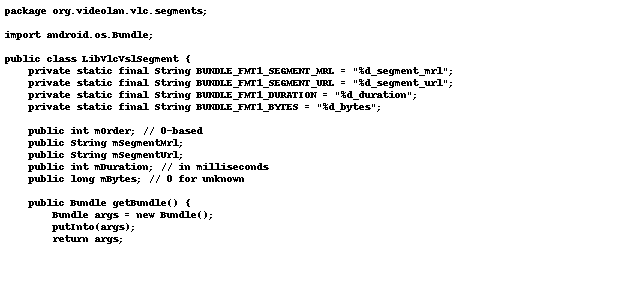 package org.videolan.vlc.segments;
import android.os.Bundle;
public class LibVlcVslSegment {
private static final String BUNDLE_FMT1_SEGMENT_MRL = "%d_segment_mrl";
private static final String BUNDLE_FMT1_SEGMENT_URL = "%d_segment_url";
private static final String BUNDLE_FMT1_DURATION = "%d_duration";
private static final String BUNDLE_FMT1_BYTES = "%d_bytes";
public int mOrder; // 0-based
public String mSegmentMrl;
public String mSegmentUrl;
public int mDuration; // in milliseconds
public long mBytes; // 0 for unknown
public Bundle getBundle() {
Bundle args = new Bundle();
putInto(args);
return args;